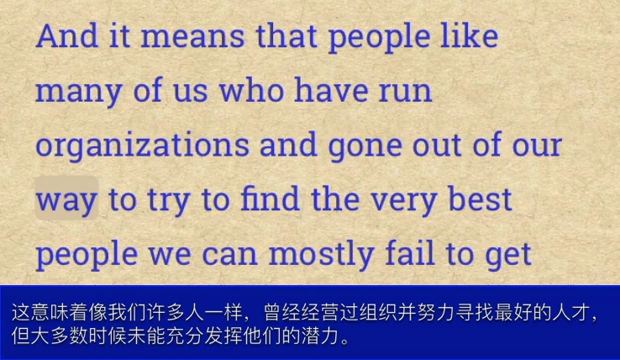 And it means that people like
many of us who have run
organizations and gone out of our
way to try to find the very best
people we can mostly fail to get
这意味着像我们许多人一样，曾经经营过组织并努力寻找最好的人才，
但大多数时候未能充分发挥他们的潜力。